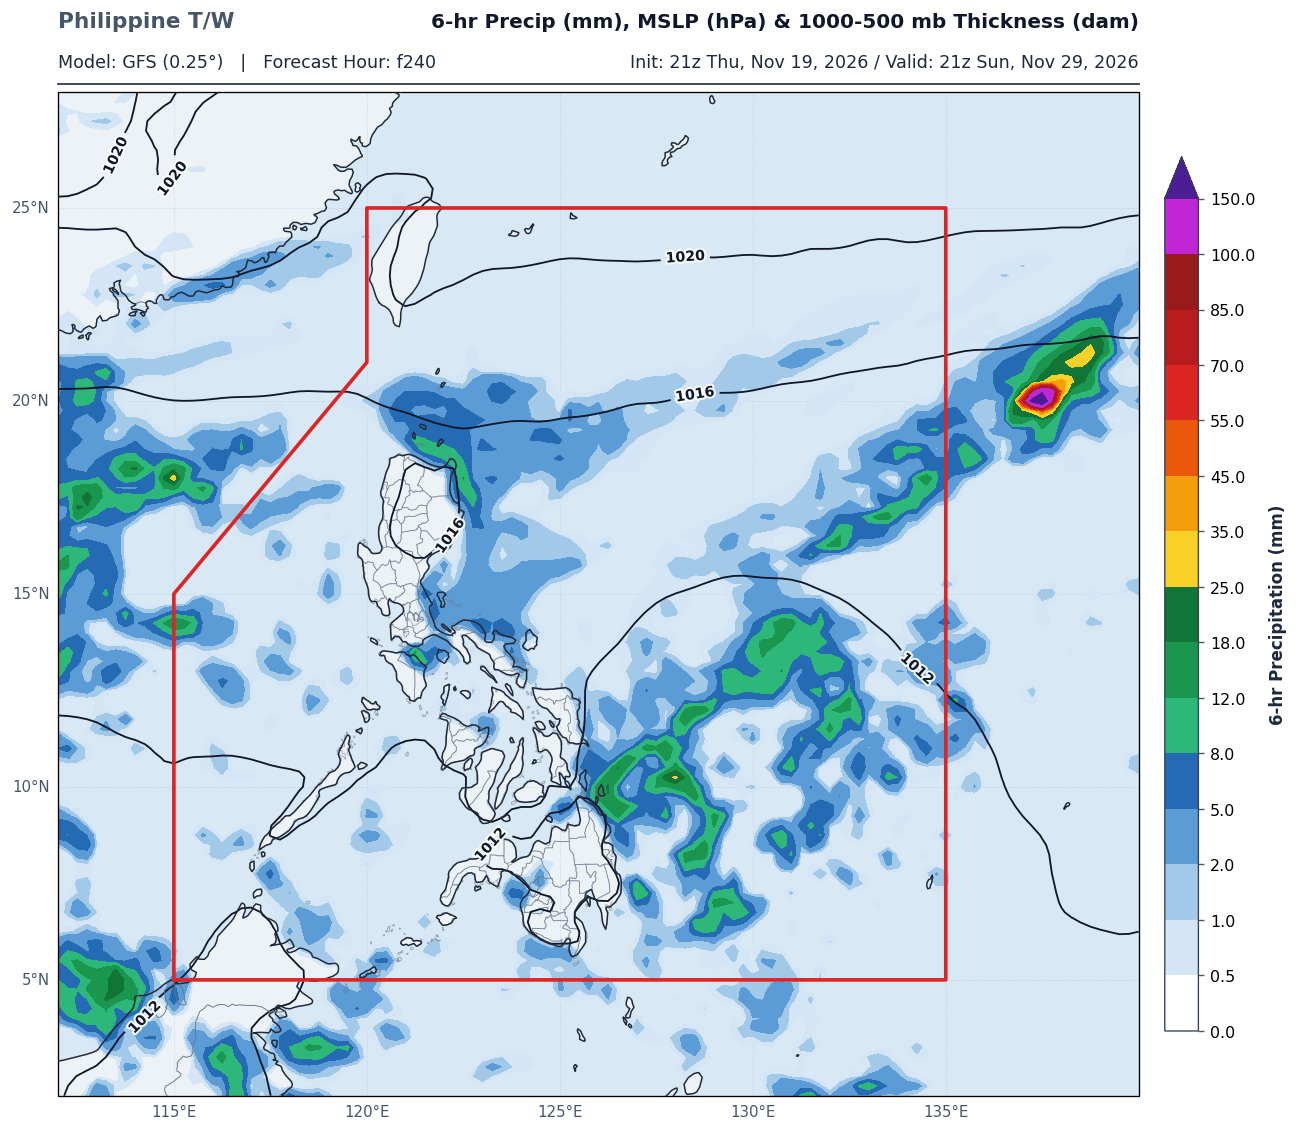 Philippine T/W
6-hr Precip (mm), MSLP (hPa) & 1000-500 mb Thickness (dam)
Model: GFS (0.25°) | Forecast Hour: f240
Init: 21z Thu, Nov 19, 2026 / Valid: 21z Sun, Nov 29, 2026
1020
1020
1020
1016
1016
1012
1012
1012
25°N
20°N
15°N
10°N
5°N
115°E
120°E
125°E
130°E
135°E
150.0
100.0
85.0
70.0
55.0
45.0
35.0
25.0
18.0
12.0
8.0
5.0
2.0
1.0
0.5
0.0
6-hr Precipitation (mm)